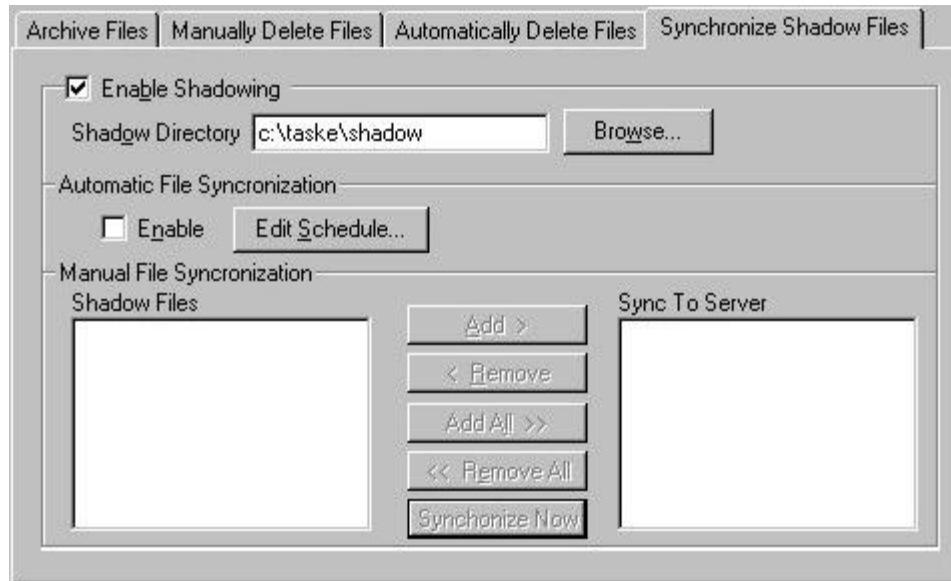 Archive Files Manually Delete Files Automatically Delete Files Synchronize Shadow Files
Enable Shadowing
Shadow Directory c:\taske\shadow Browse...
Automatic File Syncronization
Enable Edit Schedule...
Manual File Syncronization
Shadow Files Sync To Server
Add >
< Remove
Add All >>
<< Remove All
Synchonize Now